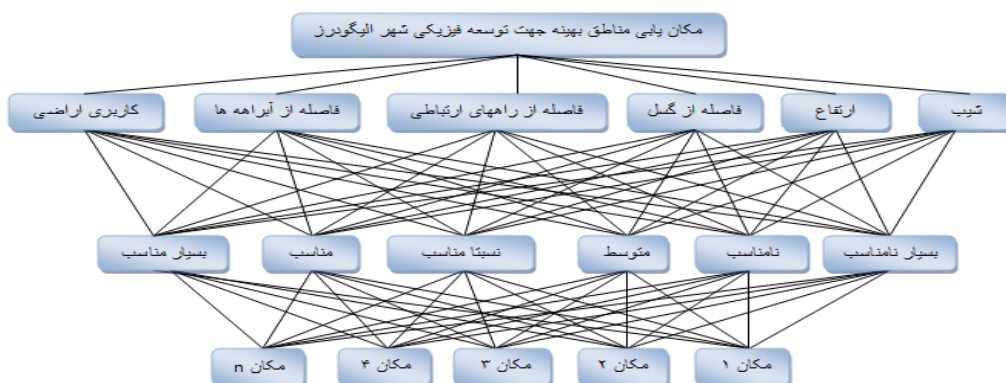 مکان یابی مناطق بهینه جهت توسعه فیزیکی شهر الیگودرز
شیب
ارتفاع
فاصله از گسل
فاصله از راههای ارتباطی
فاصله از آبراهه ها
کاربری اراضی
بسیار نامناسب
نامناسب
متوسط
نسبتا مناسب
مناسب
بسیار مناسب
مکان ۱
مکان ۲
مکان ۳
مکان ۴
مکان n